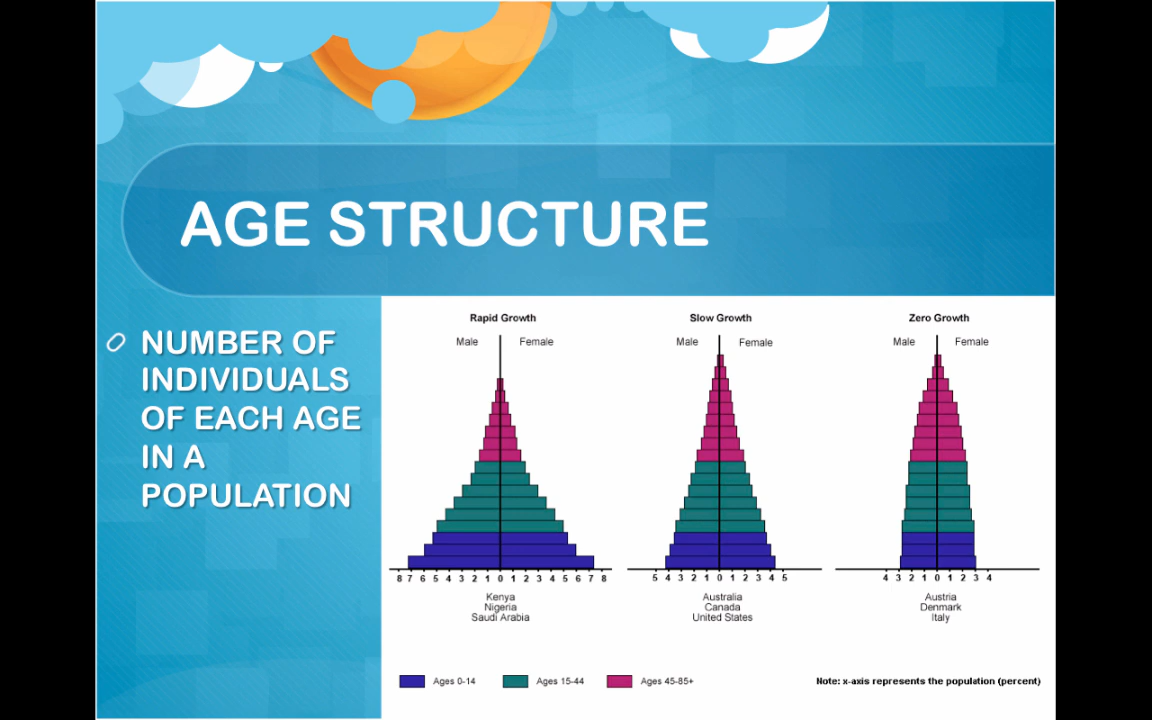 AGE STRUCTURE
NUMBER OF
INDIVIDUALS
OF EACH AGE
IN A
POPULATION
Rapid Growth
Male Female
8 7 6 5 4 3 2 1 0 1 2 3 4 5 6 7 8
Kenya
Nigeria
Saudi Arabia
Slow Growth
Male Female
5 4 3 2 1 0 1 2 3 4 5
Australia
Canada
United States
Zero Growth
Male Female
4 3 2 1 0 1 2 3 4
Austria
Denmark
Italy
Ages 0-14 Ages 15-44 Ages 45-85+
Note: x-axis represents the population (percent)